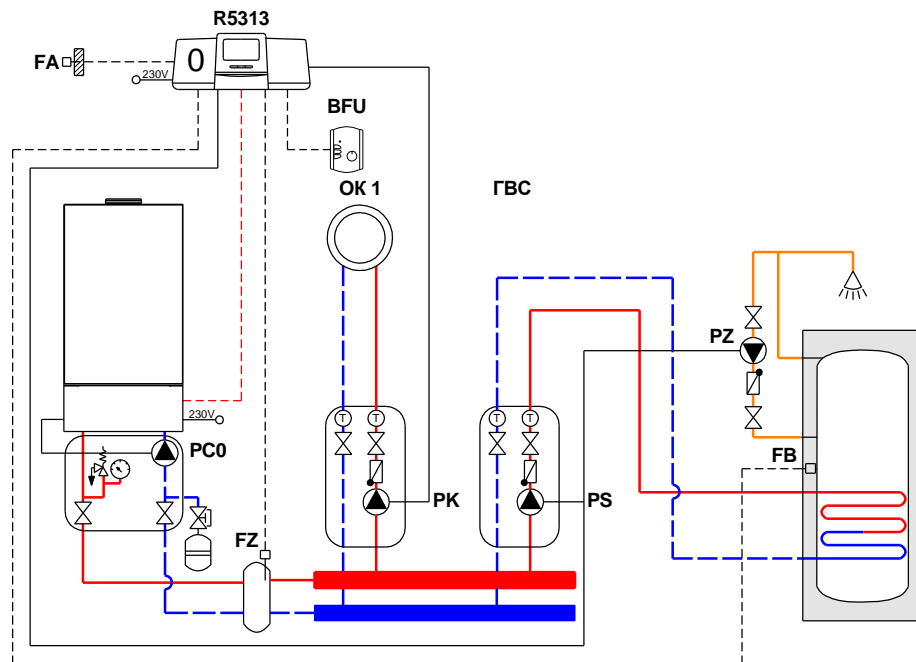 R5313
0
FA
230V
BFU
ОК 1
ГВС
PZ
T
T
T
T
230V
PC0
FB
PK
PS
FZ